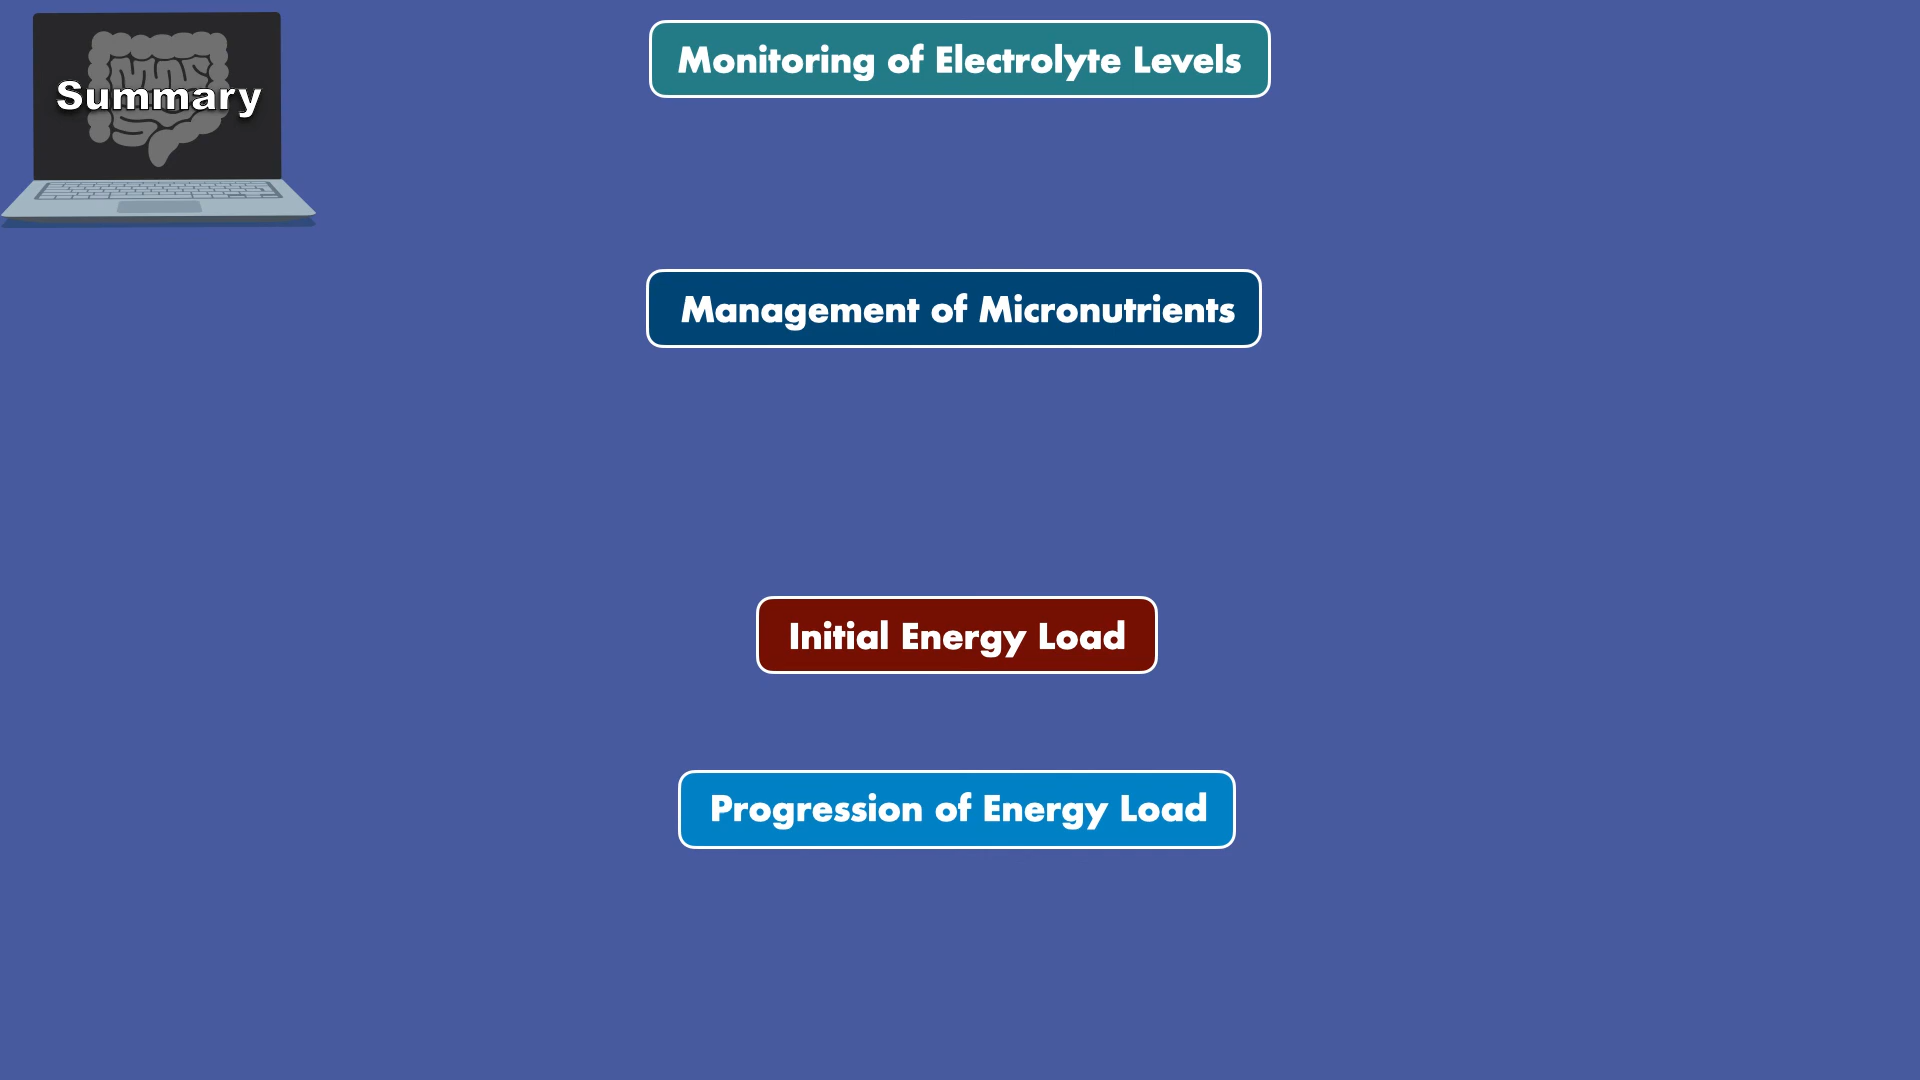 Summary
Monitoring of Electrolyte Levels
Management of Micronutrients
Initial Energy Load
Progression of Energy Load